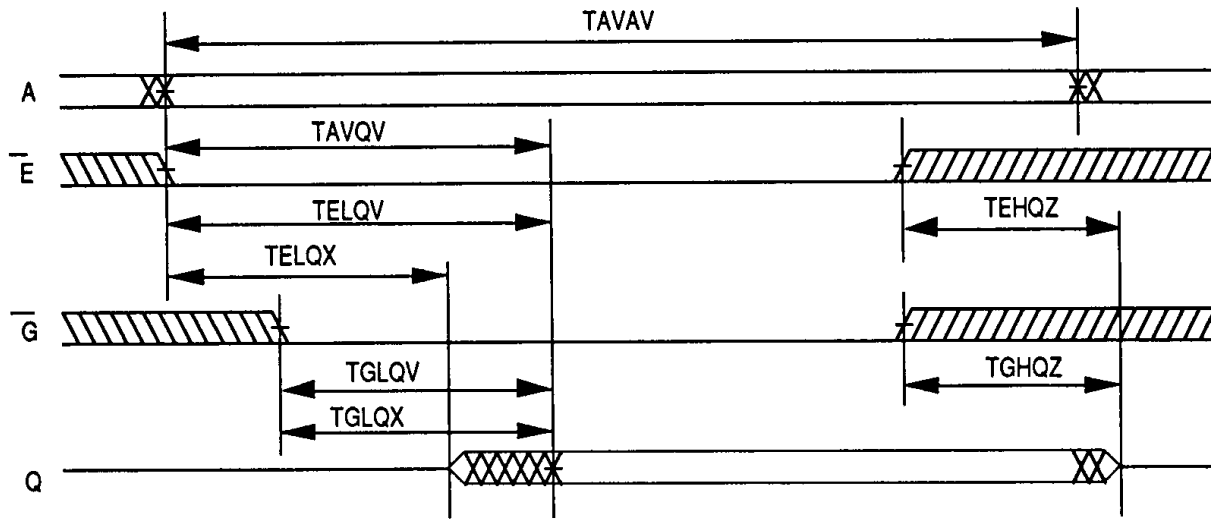 TAVAV
A
TAVQV
E̅
TELQV
TEHQZ
TELQX
G̅
TGLQV
TGHQZ
TGLQX
Q